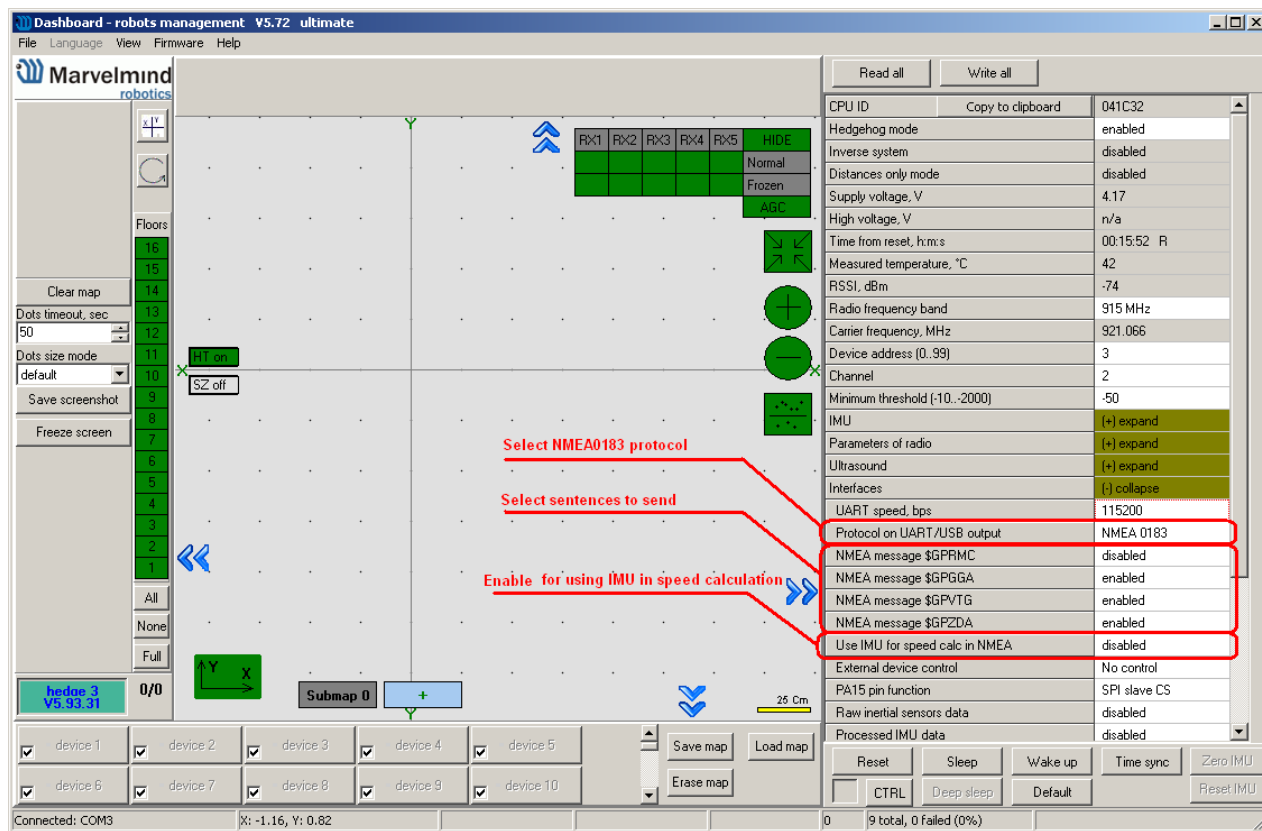 Dashboard - robots management V5.72 ultimate
File Language View Firmware Help
Marvelmind
robotics
Read all
Write all
CPU ID Copy to clipboard 041C32
Hedgehog mode enabled
Inverse system disabled
Distances only mode disabled
Supply voltage, V 4.17
High voltage, V n/a
Time from reset, h:m:s 00:15:52 R
Measured temperature, °C 42
RSSI, dBm -74
Radio frequency band 915 MHz
Carrier frequency, MHz 921.066
Device address (0..99) 3
Channel 2
Minimum threshold (-10..-2000) -50
IMU (+) expand
Parameters of radio (+) expand
Ultrasound (+) expand
Interfaces (-) collapse
UART speed, bps 115200
Protocol on UART/USB output NMEA 0183
NMEA message $GPRMC disabled
NMEA message $GPGGA enabled
NMEA message $GPVTG enabled
NMEA message $GPZDA enabled
Use IMU for speed calc in NMEA disabled
External device control No control
PA15 pin function SPI slave CS
Raw inertial sensors data disabled
Processed IMU data disabled
X Y
Floors
16
15
14
13
12
11
10
9
8
7
6
5
4
3
2
1
All
None
Full
0/0
Clear map
Dots timeout, sec
50
Dots size mode
default
Save screenshot
Freeze screen
hedge 3
V5.93.31
Y
RX1 RX2 RX3 RX4 RX5 HIDE
Normal
Frozen
AGC
HT on
SZ off
X
X
Select NMEA0183 protocol
Select sentences to send
Enable for using IMU in speed calculation
Y X
Submap 0 +
Y
25 Cm
device 1 device 2 device 3 device 4 device 5
device 6 device 7 device 8 device 9 device 10
Save map Load map
Erase map
Reset Sleep Wake up Time sync Zero IMU
CTRL Deep sleep Default Reset IMU
Connected: COM3 X: -1.16, Y: 0.82 0 9 total, 0 failed (0%)